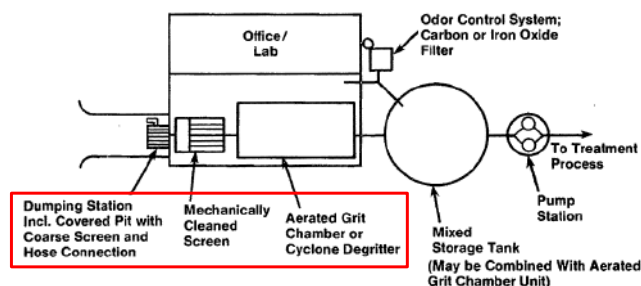 Office/
Lab
Odor Control System;
Carbon or Iron Oxide
Filter
To Treatment
Process
Dumping Station
Incl. Covered Pit with
Coarse Screen and
Hose Connection
Mechanically
Cleaned
Screen
Aerated Grit
Chamber or
Cyclone Degritter
Mixed
Storage Tank
(May be Combined With Aerated
Grit Chamber Unit)
Pump
Station